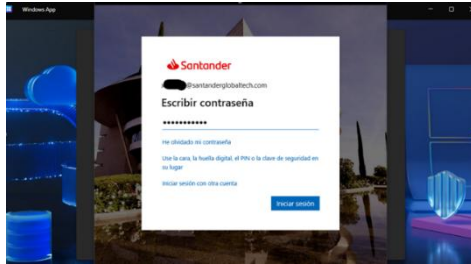 Windows App
Santander
@santanderglobaltech.com
Escribir contraseña
He olvidado mi contraseña
Use la cara, la huella digital, el PIN o la clave de seguridad en
su lugar
Iniciar sesión con otra cuenta
Iniciar sesión